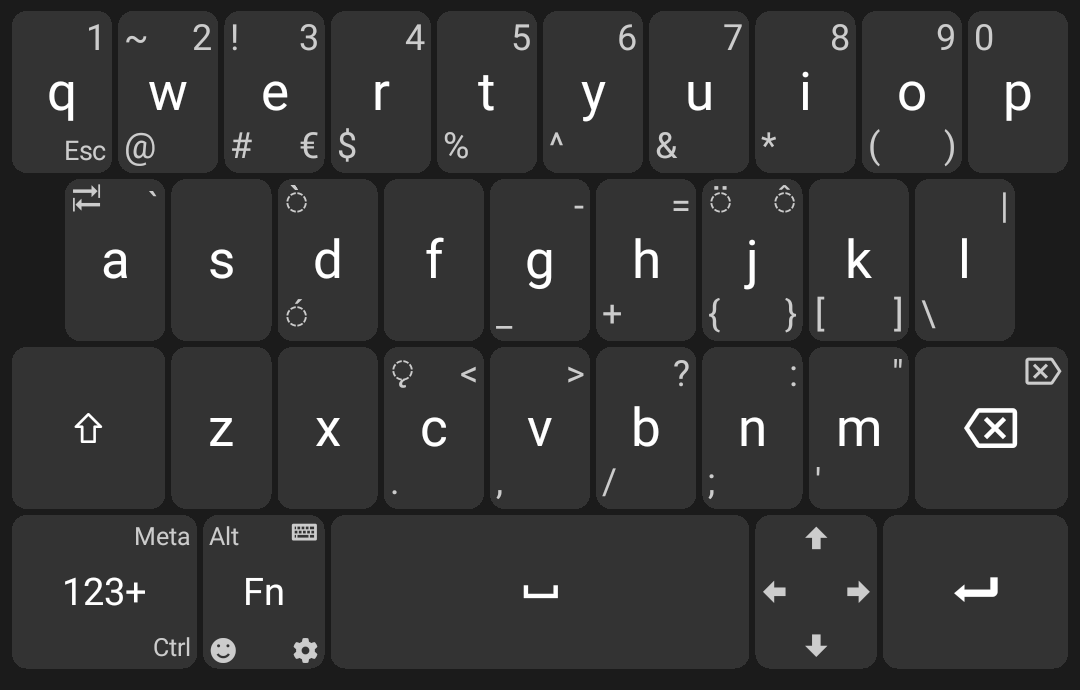 1 ~ 2 ! 3 4 5 6 7 8 9 0
q w e r t y u i o p
Esc @ # € $ % ^ & * ( )
` ◌̀ - = ◌̈ ◌̂ |
a s d f g h j k l
◌́ _ + { } [ ] \
◌̨ < > ? : "
z x c v b n m
. , / ; '
Meta Alt
123+ Fn
Ctrl